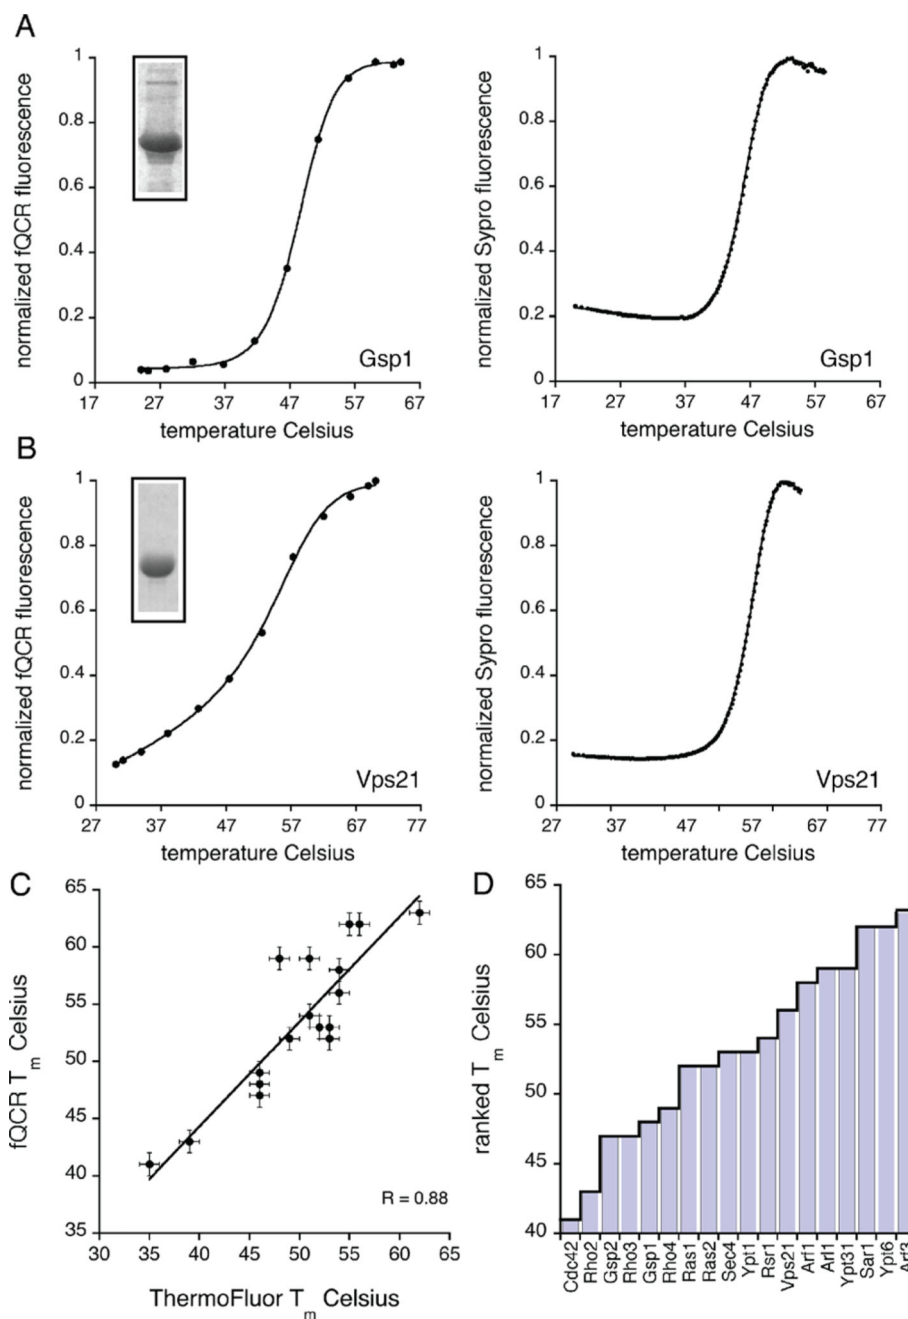 A
normalized fQCR fluorescence
1
0.8
0.6
0.4
0.2
0
17 27 37 47 57 67
temperature Celsius
Gsp1
normalized Sypro fluorescence
1
0.8
0.6
0.4
0.2
0
17 27 37 47 57 67
temperature Celsius
Gsp1
B
normalized fQCR fluorescence
1
0.8
0.6
0.4
0.2
0
27 37 47 57 67 77
temperature Celsius
Vps21
normalized Sypro fluorescence
1
0.8
0.6
0.4
0.2
0
27 37 47 57 67 77
temperature Celsius
Vps21
C
fQCR Tm Celsius
65
60
55
50
45
40
35
30 35 40 45 50 55 60 65
R = 0.88
ThermoFluor Tm Celsius
D
ranked Tm Celsius
65
60
53
50
45
40
Cdc42
Rho2
Gsp2
Rho3
Gsp1
Rho4
Ras1
Ras2
Sec4
Ypt1
Rsr1
Vps21
Arl1
Arl1
Ypt31
Sar1
Ypt6
Arf3